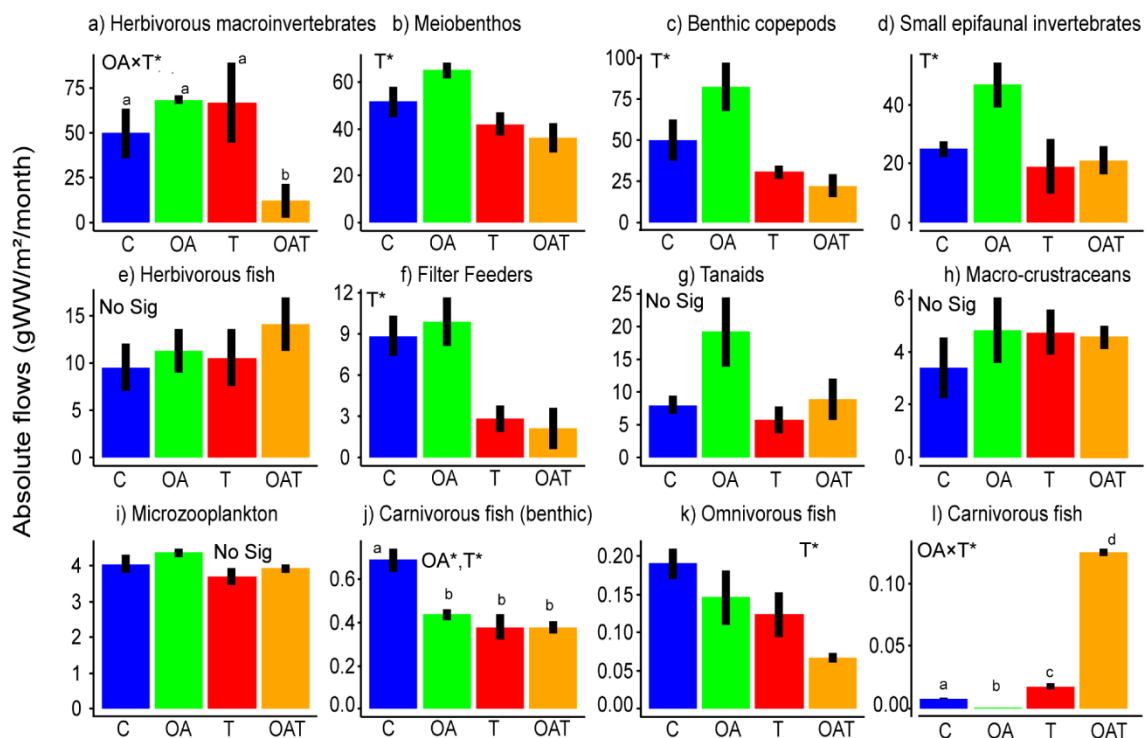 Absolute flows (gWW/m²/month)
a) Herbivorous macroinvertebrates
OA×T*
75
50
25
0
a
a
a
b
C OA T OAT
b) Meiobenthos
T*
60
40
20
0
C OA T OAT
c) Benthic copepods
T*
100
75
50
25
0
C OA T OAT
d) Small epifaunal invertebrates
T*
40
20
0
C OA T OAT
e) Herbivorous fish
No Sig
15
10
5
0
C OA T OAT
f) Filter Feeders
T*
12
9
6
3
0
C OA T OAT
g) Tanaids
No Sig
25
20
15
10
5
0
C OA T OAT
h) Macro-crustraceans
No Sig
6
4
2
0
C OA T OAT
i) Microzooplankton
No Sig
4
3
2
1
0
C OA T OAT
j) Carnivorous fish (benthic)
OA*,T*
0.6
0.4
0.2
0.0
a
b
b
b
C OA T OAT
k) Omnivorous fish
T*
0.20
0.15
0.10
0.05
0.00
C OA T OAT
l) Carnivorous fish
OA×T*
0.10
0.05
0.00
a
b
c
d
C OA T OAT